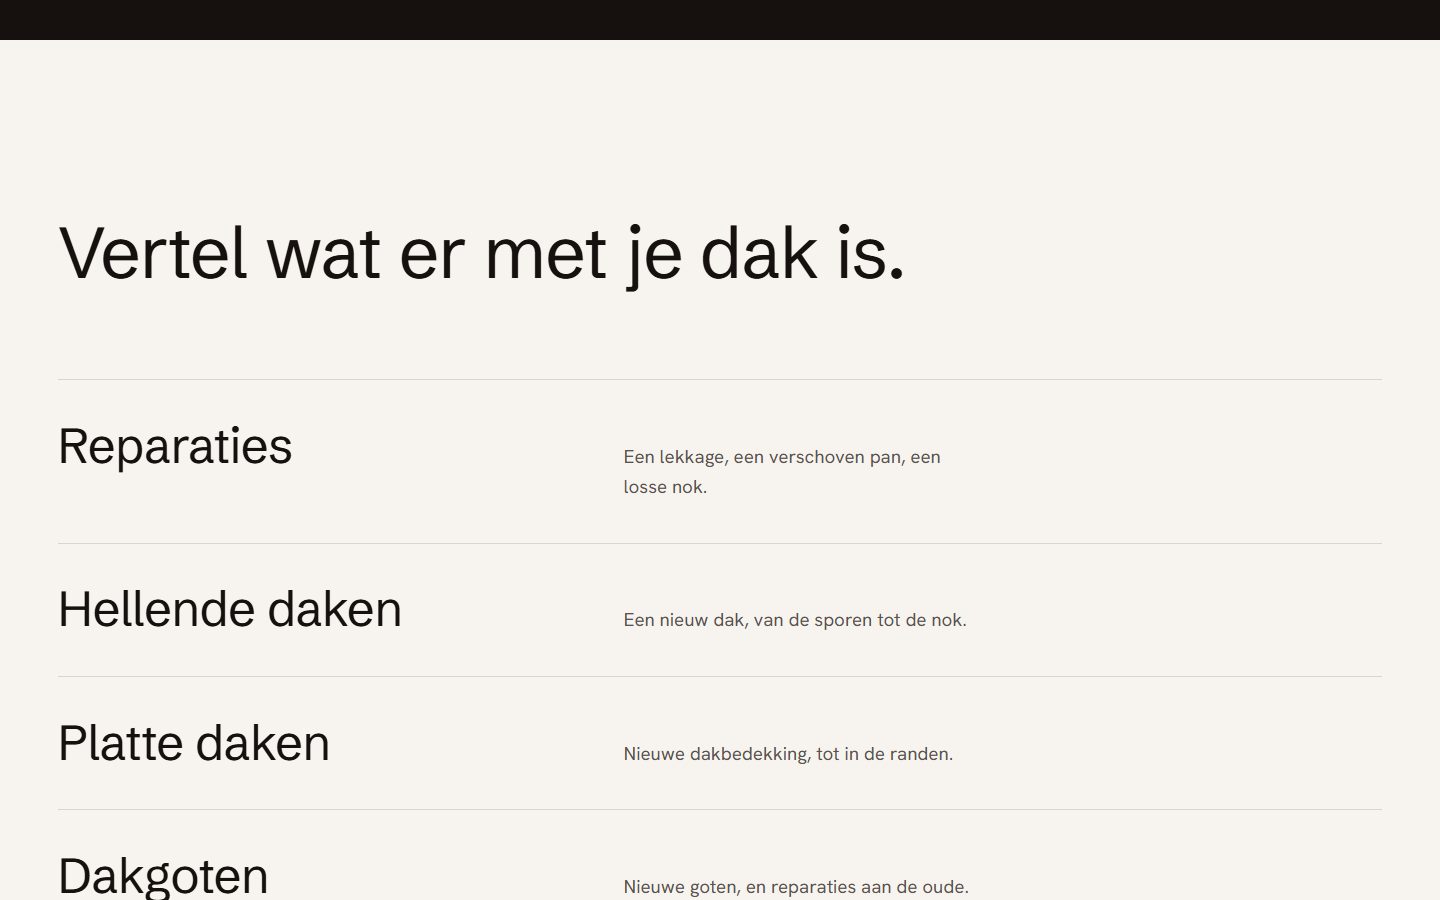 Vertel wat er met je dak is.
Reparaties
Een lekkage, een verschoven pan, een
losse nok.
Hellende daken
Een nieuw dak, van de sporen tot de nok.
Platte daken
Nieuwe dakbedekking, tot in de randen.
Dakgoten
Nieuwe goten, en reparaties aan de oude.